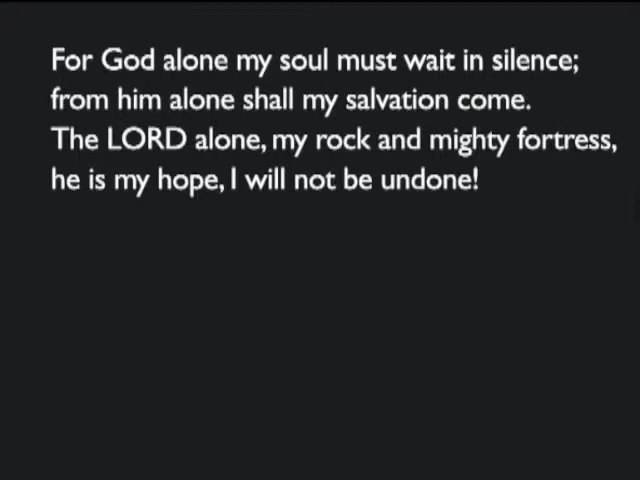 For God alone my soul must wait in silence;
from him alone shall my salvation come.
The LORD alone, my rock and mighty fortress,
he is my hope, I will not be undone!